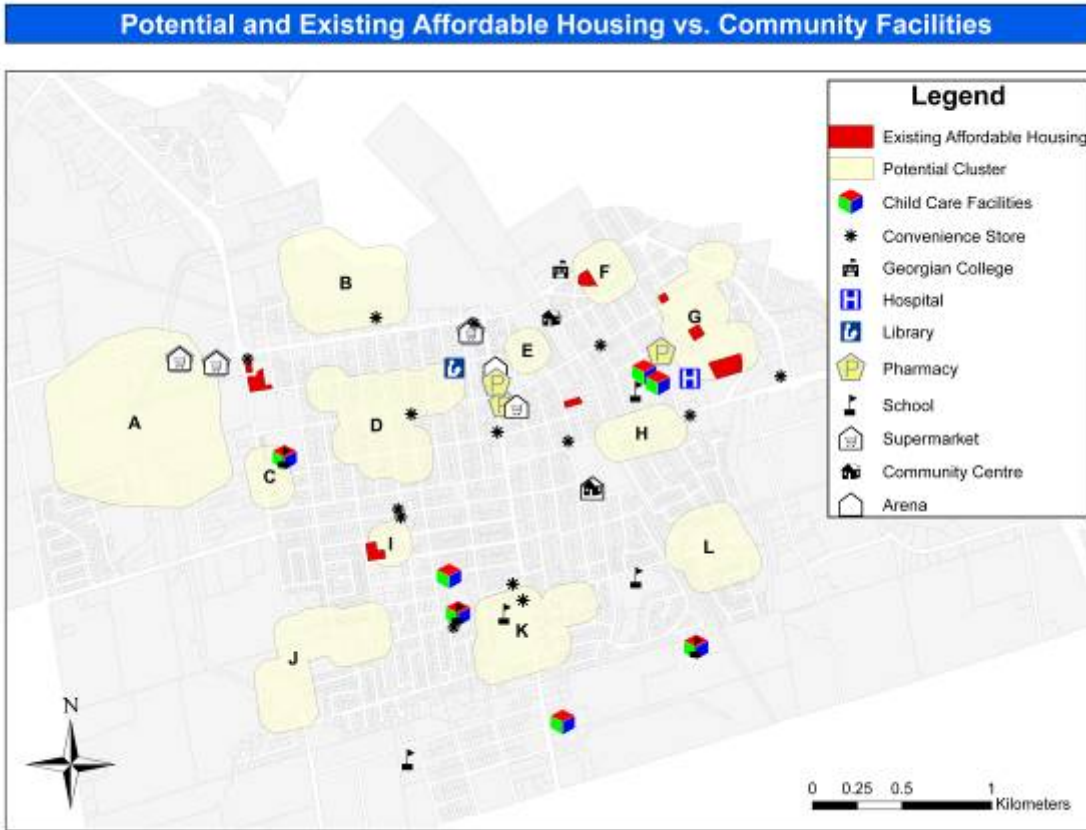 Potential and Existing Affordable Housing vs. Community Facilities
Legend
Existing Affordable Housing
Potential Cluster
Child Care Facilities
Convenience Store
Georgian College
H Hospital
Library
P Pharmacy
School
Supermarket
Community Centre
Arena
B
F
G
E
P
A
P
H
P
D
H
C
I
L
K
J
N
0 0.25 0.5 1
Kilometers